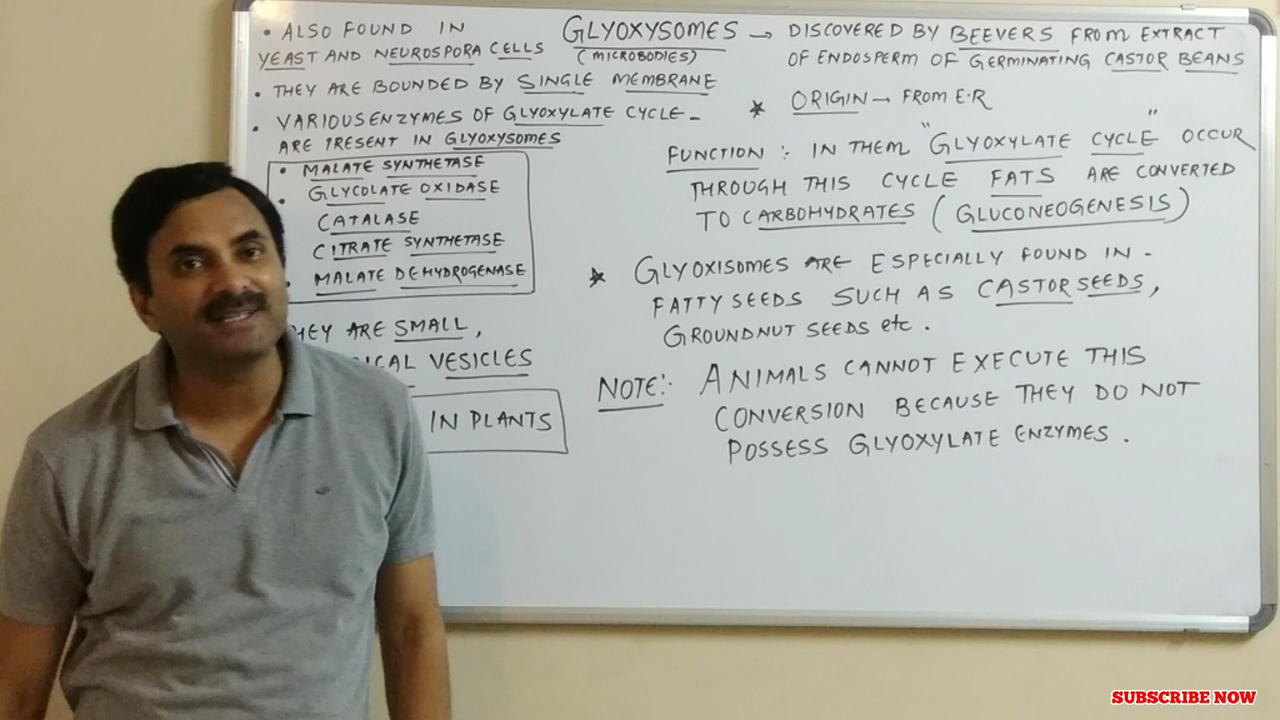 • ALSO FOUND IN
YEAST AND NEUROSPORA CELLS
• THEY ARE BOUNDED BY SINGLE MEMBRANE
• VARIOUS ENZYMES OF GLYOXYLATE CYCLE -
ARE PRESENT IN GLYOXYSOMES
• MALATE SYNTHETASE
• GLYCOLATE OXIDASE
CATALASE
CITRATE SYNTHETASE
• MALATE DEHYDROGENASE
ARE SMALL,
VESICLES
IN PLANTS
GLYOXYSOMES → DISCOVERED BY BEEVERS FROM EXTRACT
(MICROBODIES) OF ENDOSPERM OF GERMINATING CASTOR BEANS
* ORIGIN → FROM E.R
FUNCTION : IN THEM "GLYOXYLATE CYCLE" OCCUR
THROUGH THIS CYCLE FATS ARE CONVERTED
TO CARBOHYDRATES (GLUCONEOGENESIS)
* GLYOXISOMES ARE ESPECIALLY FOUND IN -
FATTY SEEDS SUCH AS CASTOR SEEDS,
GROUNDNUT SEEDS etc.
NOTE:- ANIMALS CANNOT EXECUTE THIS
CONVERSION BECAUSE THEY DO NOT
POSSESS GLYOXYLATE ENZYMES.
SUBSCRIBE NOW